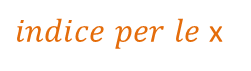 indice per le x